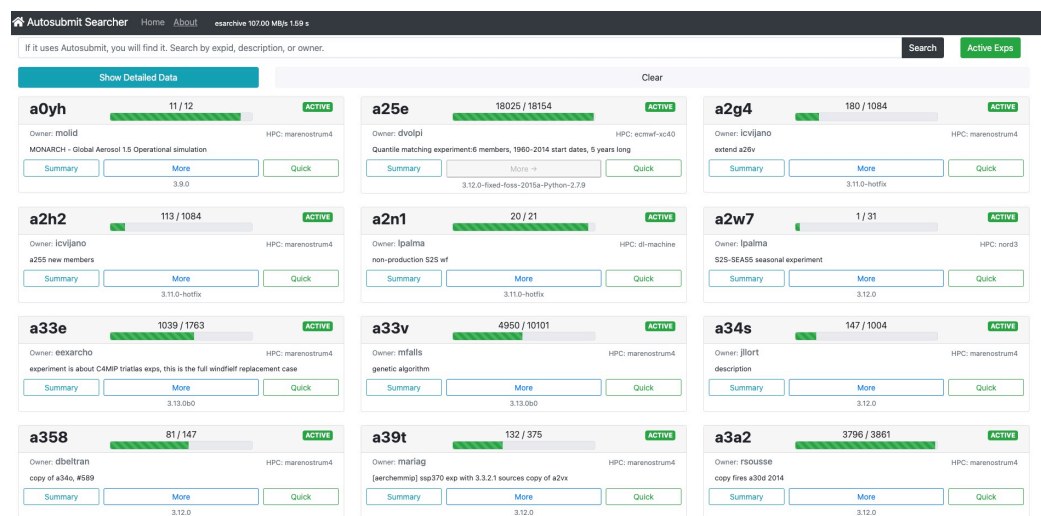 Autosubmit Searcher Home About esarchive 107.00 MB/s 1.59 s
If it uses Autosubmit, you will find it. Search by expid, description, or owner. Search Active Exps
Show Detailed Data Clear
a0yh 11 / 12 ACTIVE
Owner: molid HPC: marenostrum4
MONARCH - Global Aerosol 1.5 Operational simulation
Summary More Quick
3.9.0
a25e 18025 / 18154 ACTIVE
Owner: dvolpi HPC: ecmwf-xc40
Quantile matching experiment:6 members, 1960-2014 start dates, 5 years long
Summary More → Quick
3.12.0-fixed-foss-2015a-Python-2.7.9
a2g4 180 / 1084 ACTIVE
Owner: icvijano HPC: marenostrum4
extend a26v
Summary More Quick
3.11.0-hotfix
a2h2 113 / 1084 ACTIVE
Owner: icvijano HPC: marenostrum4
a255 new members
Summary More Quick
3.11.0-hotfix
a2n1 20 / 21 ACTIVE
Owner: lpalma HPC: dl-machine
non-production S2S wf
Summary More Quick
3.11.0-hotfix
a2w7 1 / 31 ACTIVE
Owner: lpalma HPC: nord3
S2S-SEAS5 seasonal experiment
Summary More Quick
3.12.0
a33e 1039 / 1763 ACTIVE
Owner: eexarcho HPC: marenostrum4
experiment is about C4MIP triatlas exps, this is the full windfielf replacement case
Summary More Quick
3.13.0b0
a33v 4950 / 10101 ACTIVE
Owner: mfalls HPC: marenostrum4
genetic algorithm
Summary More Quick
3.13.0b0
a34s 147 / 1004 ACTIVE
Owner: jllort HPC: marenostrum4
description
Summary More Quick
3.12.0
a358 81 / 147 ACTIVE
Owner: dbeltran HPC: marenostrum4
copy of a34o, #589
Summary More Quick
3.12.0
a39t 132 / 375 ACTIVE
Owner: mariag HPC: marenostrum4
[aerchemmip] ssp370 exp with 3.3.2.1 sources copy of a2vx
Summary More Quick
3.12.0
a3a2 3796 / 3861 ACTIVE
Owner: rsousse HPC: marenostrum4
copy fires a30d 2014
Summary More Quick
3.12.0